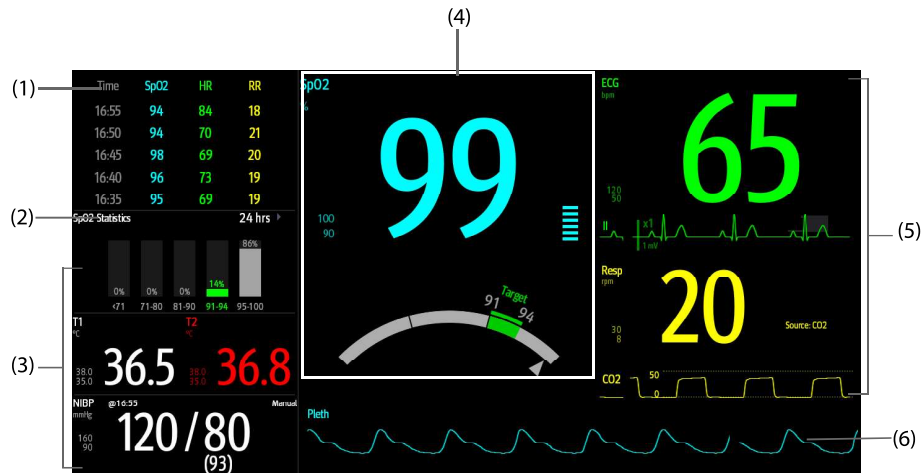 (4)
(1)
Time SpO2 HR RR
16:55 94 84 18
16:50 94 70 21
16:45 98 69 20
16:40 96 73 19
16:35 95 69 19
(2)
SpO2 Statistics 24 hrs
86%
0% 0% 0% 14%
<71 71-80 81-90 91-94 95-100
(3)
T1
°C
38.0
35.0
36.5
T2
°C
38.0
35.0
36.8
NIBP @16:55 Manual
mmHg
160
90
120/80
(93)
SpO2
%
99
100
90
Target
91 94
Pleth
(6)
ECG
bpm
65
120
50
(5)
II x1
1 mV
Resp
rpm
20
30
8
Source: CO2
CO2 50
0